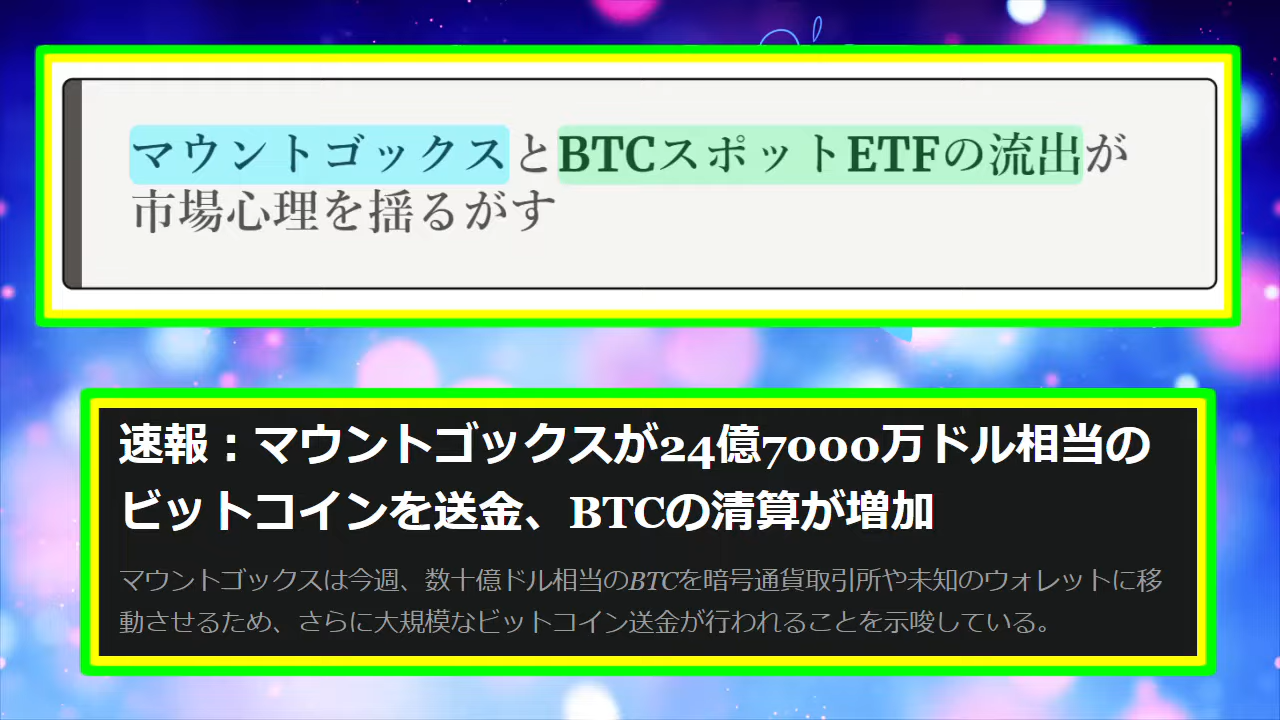 マウントゴックスとBTCスポットETFの流出が
市場心理を揺るがす
速報：マウントゴックスが24億7000万ドル相当の
ビットコインを送金、BTCの清算が増加
マウントゴックスは今週、数十億ドル相当のBTCを暗号通貨取引所や未知のウォレットに移
動させるため、さらに大規模なビットコイン送金が行われることを示唆している。